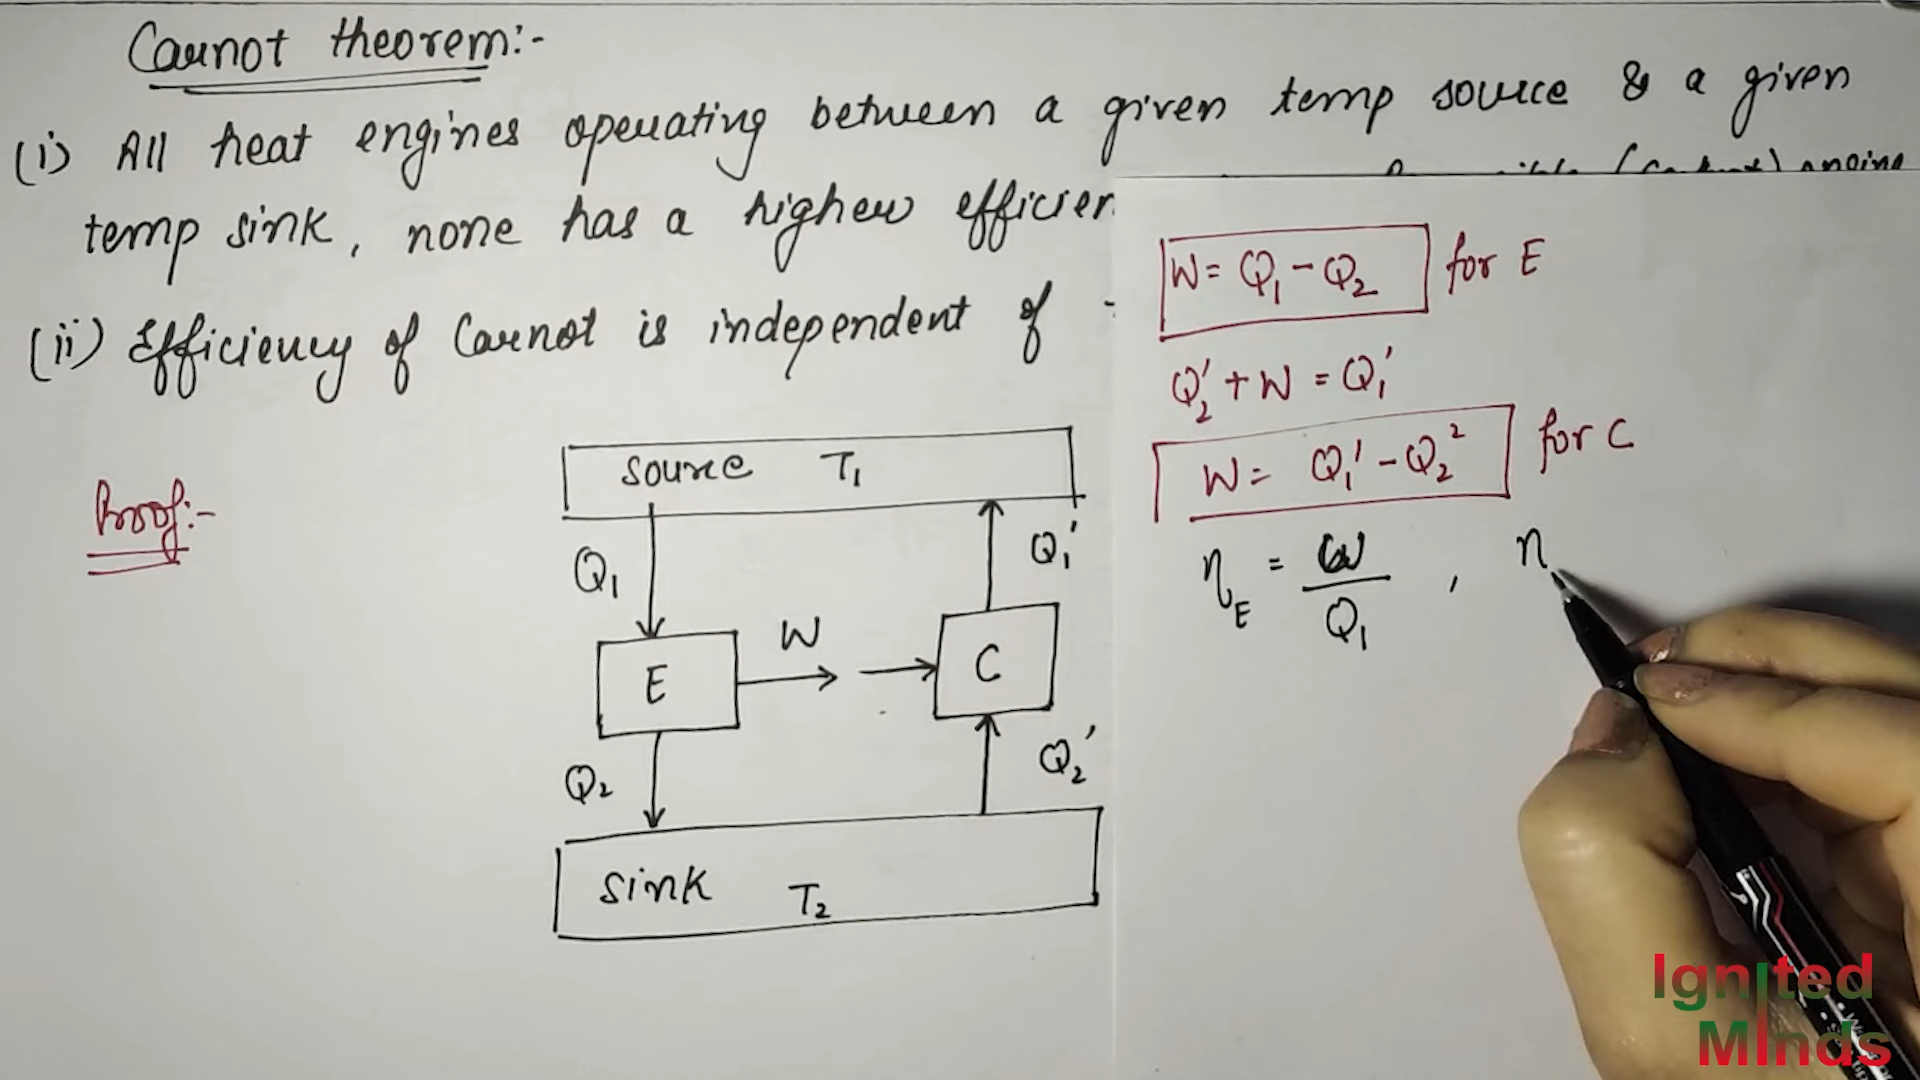 Carnot theorem:-
(i) All heat engines operating between a given temp source & a given
temp sink, none has a higher efficien
(ii) Efficiency of Carnot is independent of
W = Q₁ - Q₂ for E
Q₂' + W = Q₁'
W = Q₁' - Q₂² for C
η_E = W / Q₁ , η
Proof:-
source T₁
Q₁ Q₁'
E W C
Q₂ Q₂'
sink T₂
Ignited
Minds